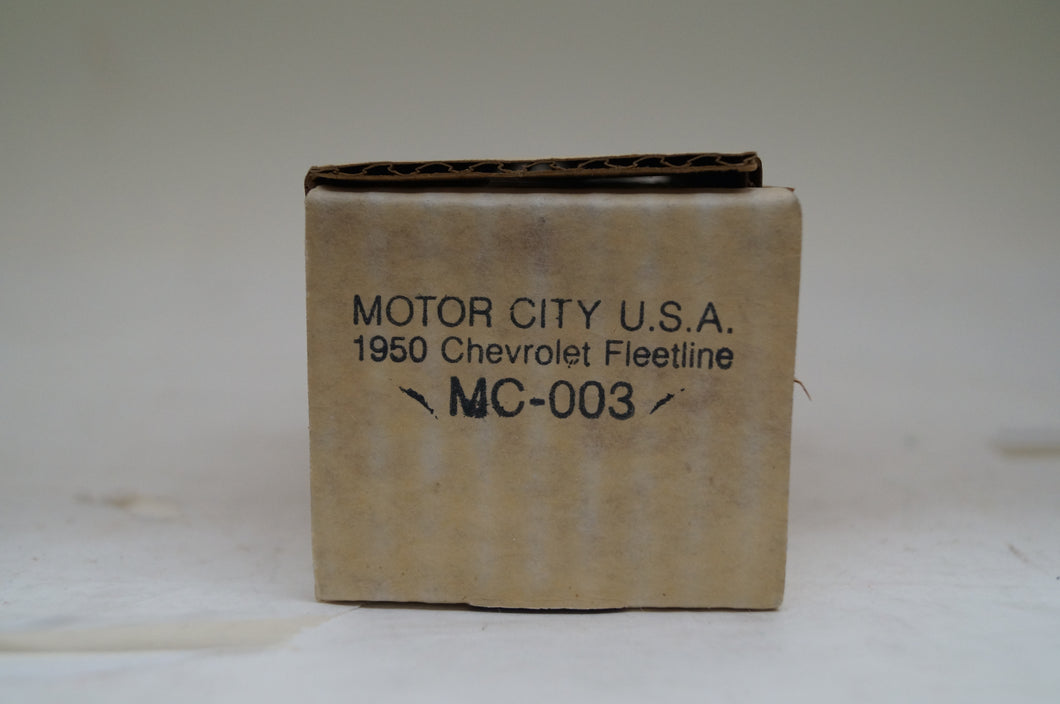 MOTOR CITY U.S.A.
1950 Chevrolet Fleetline
MC-003